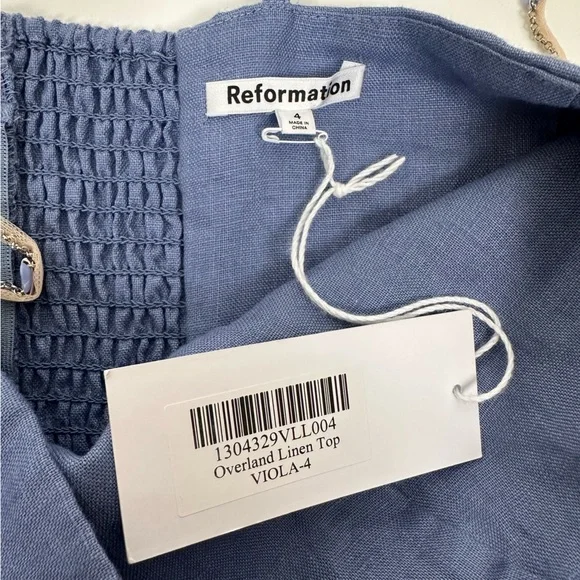 Reformation
4
MADE IN
CHINA
1304329VLL004
Overland Linen Top
VIOLA-4